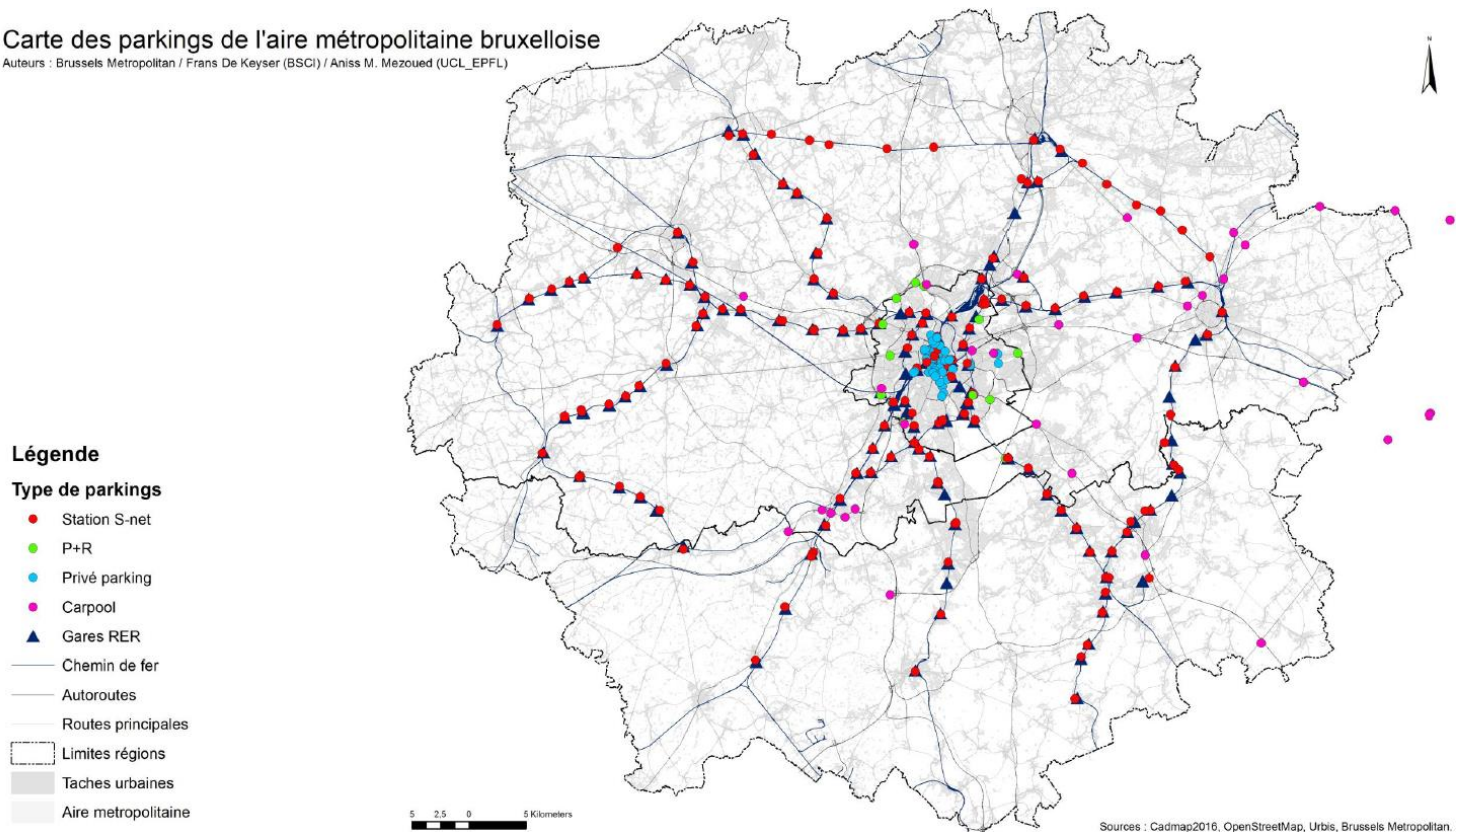 Carte des parkings de l'aire métropolitaine bruxelloise
Auteurs : Brussels Metropolitan / Frans De Keyser (BSCI) / Aniss M. Mezoued (UCL_EPFL)
N
Légende
Type de parkings
Station S-net
P+R
Privé parking
Carpool
Gares RER
Chemin de fer
Autoroutes
Routes principales
Limites régions
Taches urbaines
Aire metropolitaine
5 2,5 0 5 Kilometers
Sources : Cadmap2016, OpenStreetMap, Urbis, Brussels Metropolitan.